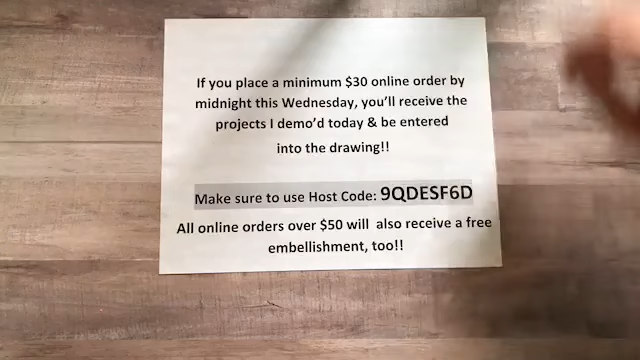 If you place a minimum $30 online order by
midnight this Wednesday, you'll receive the
projects I demo'd today & be entered
into the drawing!!
Make sure to use Host Code: 9QDESF6D
All online orders over $50 will also receive a free
embellishment, too!!